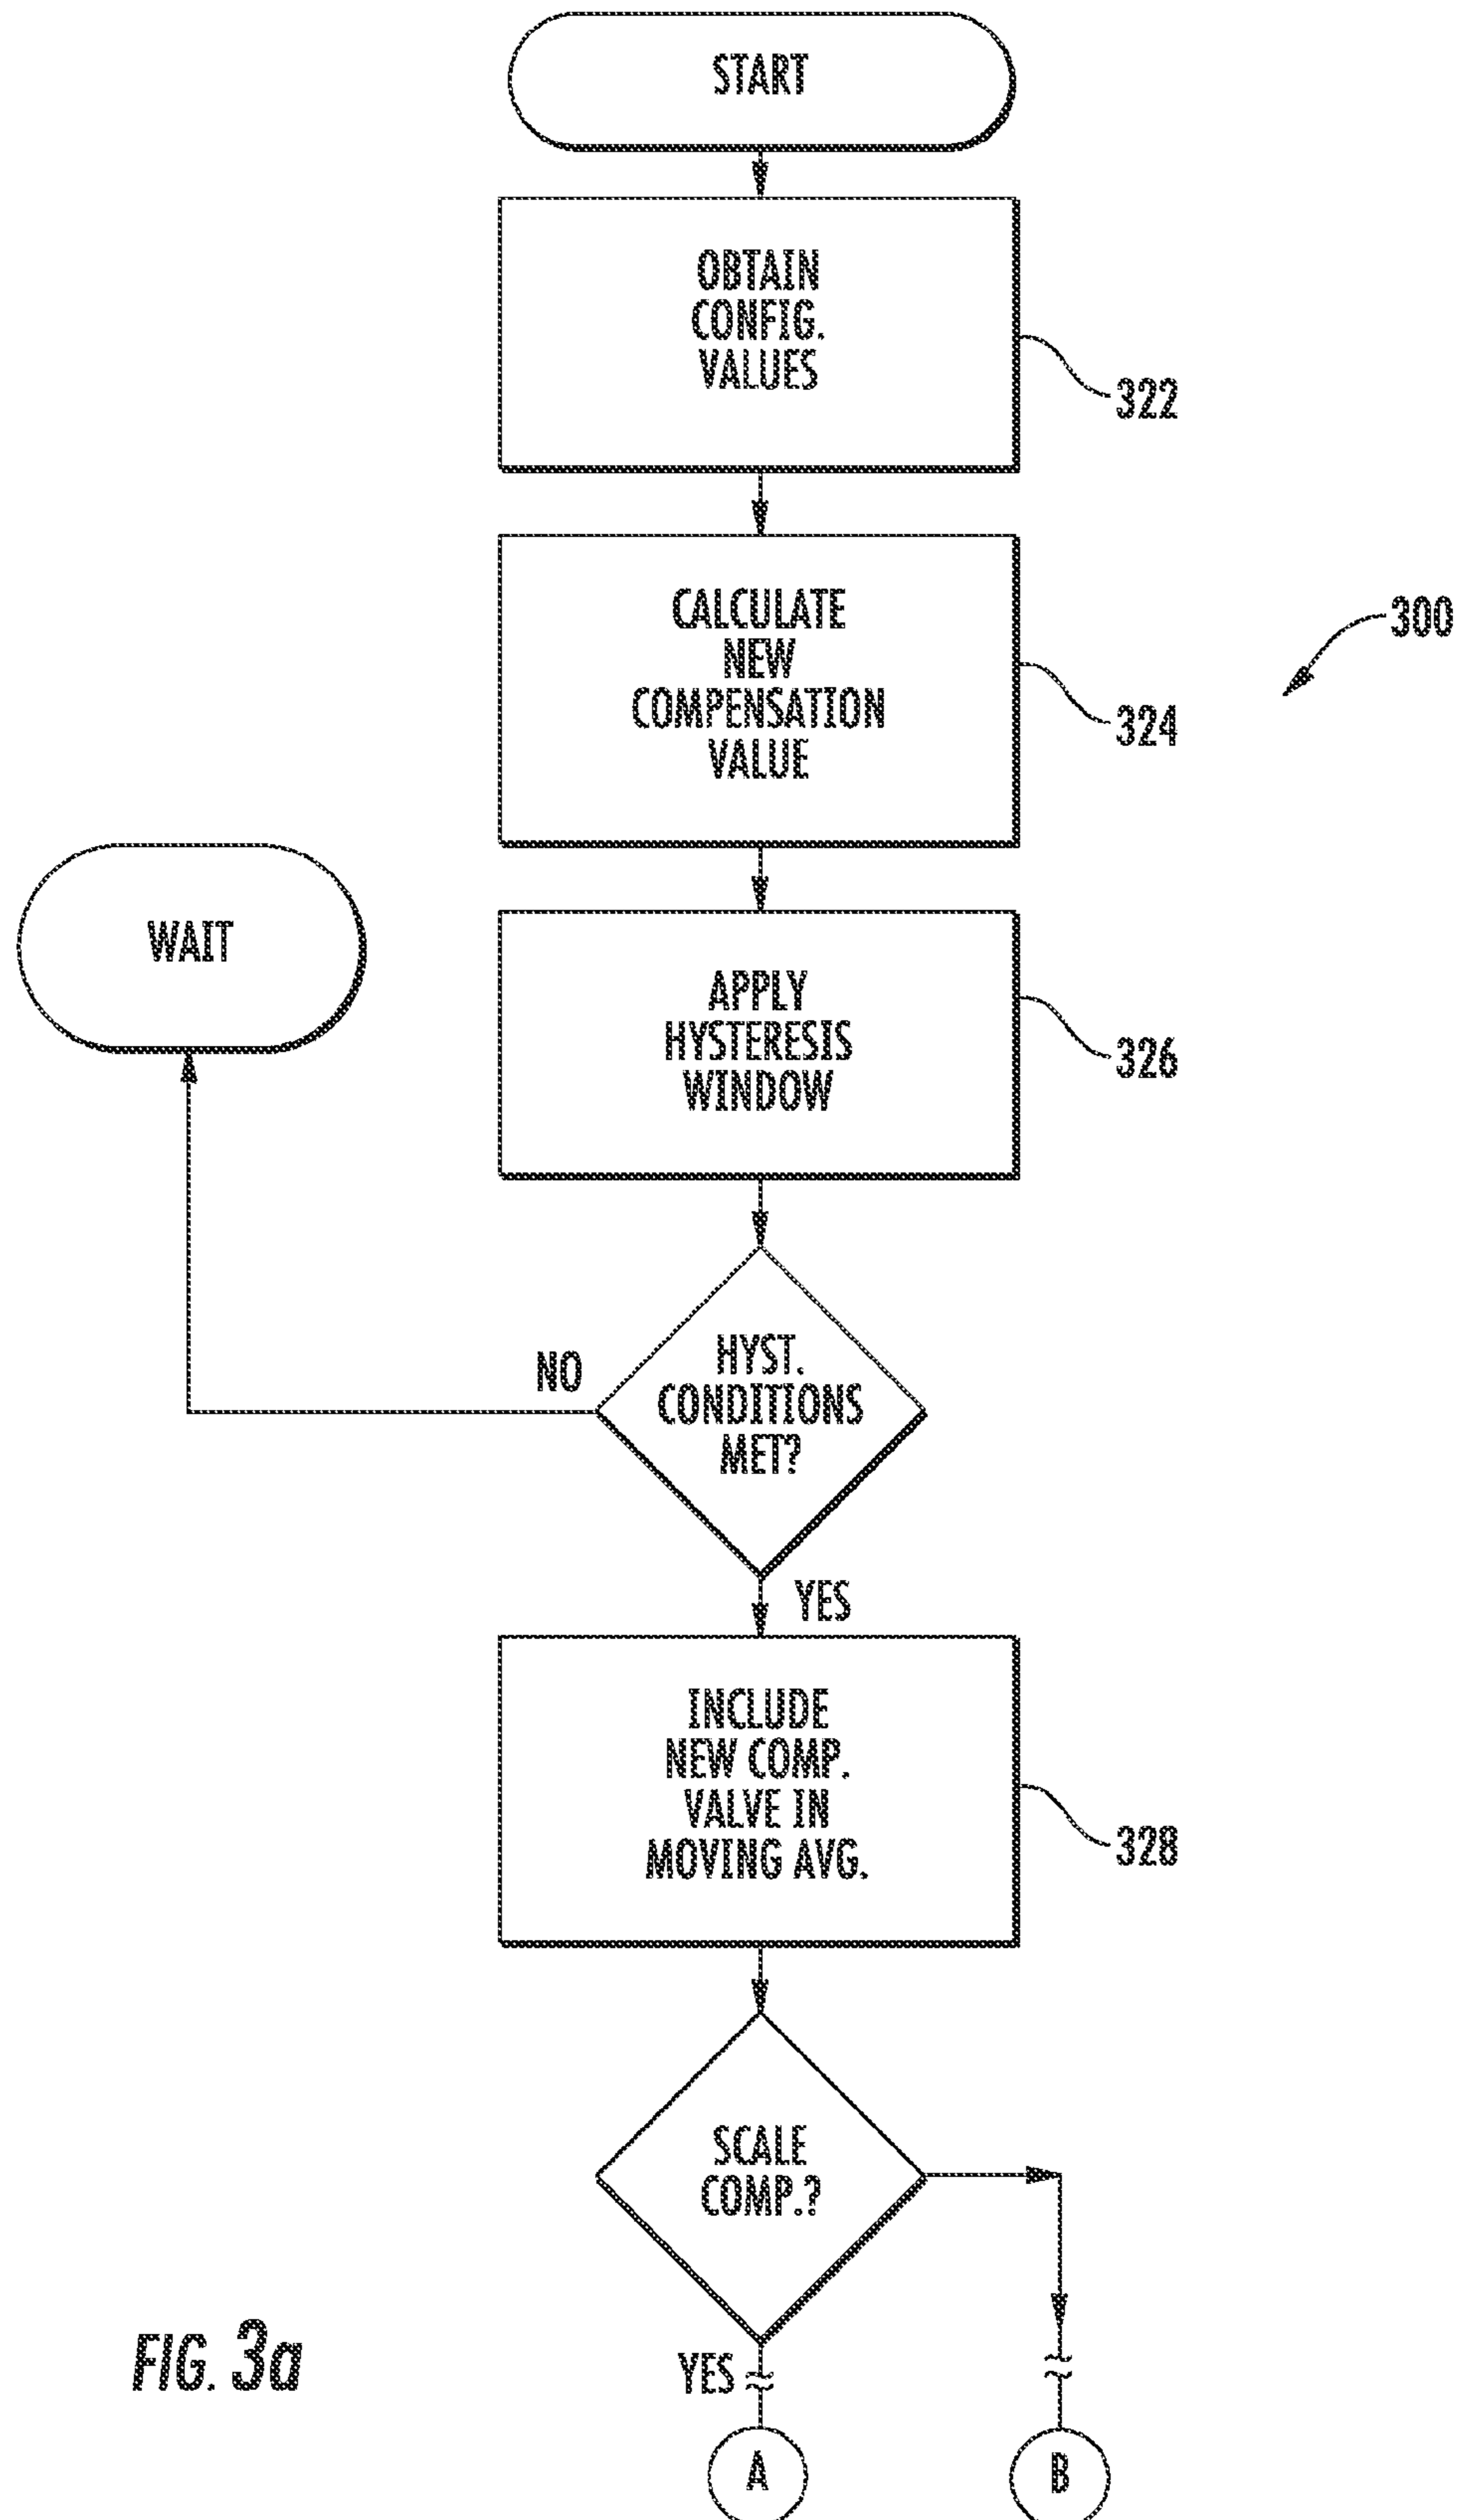 START
OBTAIN
CONFIG.
VALUES
322
CALCULATE
NEW
COMPENSATION
VALUE
324
300
WAIT
APPLY
HYSTERESIS
WINDOW
326
HYST.
CONDITIONS
MET?
NO
YES
INCLUDE
NEW COMP.
VALVE IN
MOVING AVG.
328
SCALE
COMP.?
YES
A
B
FIG. 3a